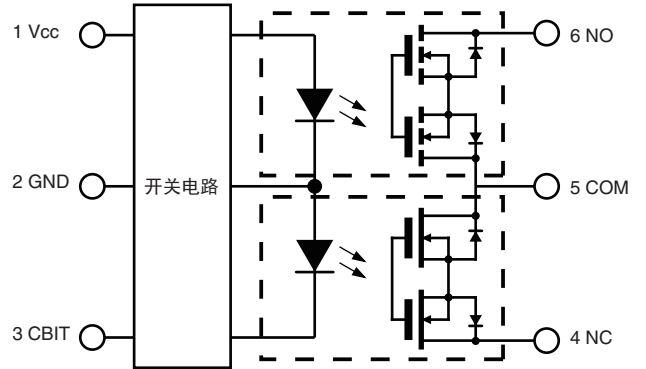 1 Vcc
6 NO
2 GND
开关电路
5 COM
3 CBIT
4 NC